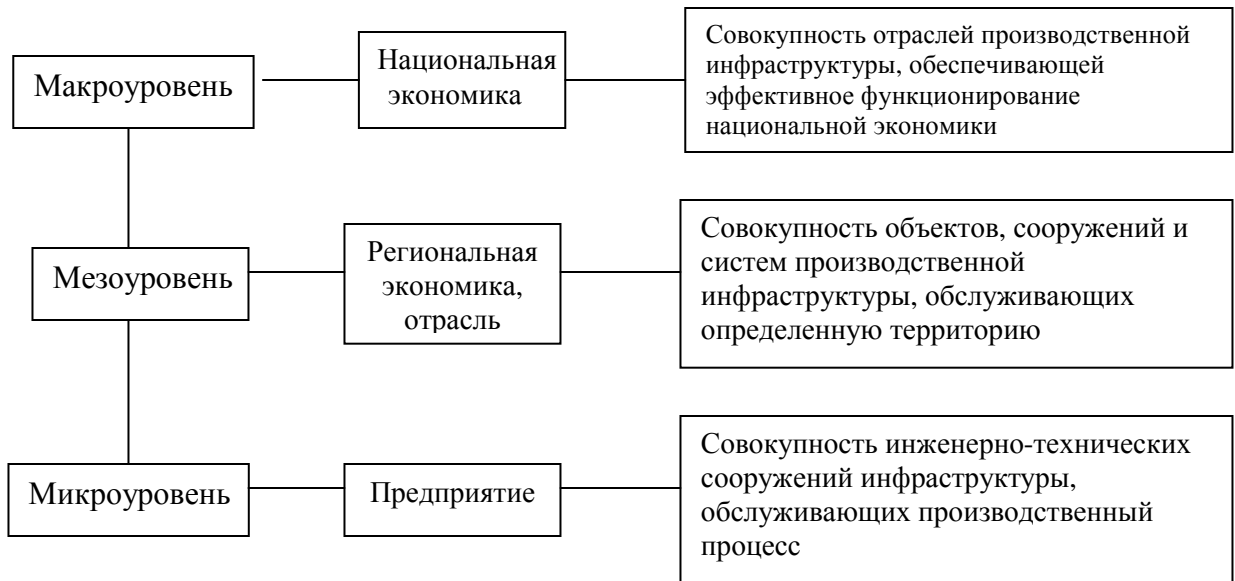 Макроуровень
Национальная
экономика
Совокупность отраслей производственной
инфраструктуры, обеспечивающей
эффективное функционирование
национальной экономики
Мезоуровень
Региональная
экономика,
отрасль
Совокупность объектов, сооружений и
систем производственной
инфраструктуры, обслуживающих
определенную территорию
Микроуровень
Предприятие
Совокупность инженерно-технических
сооружений инфраструктуры,
обслуживающих производственный
процесс